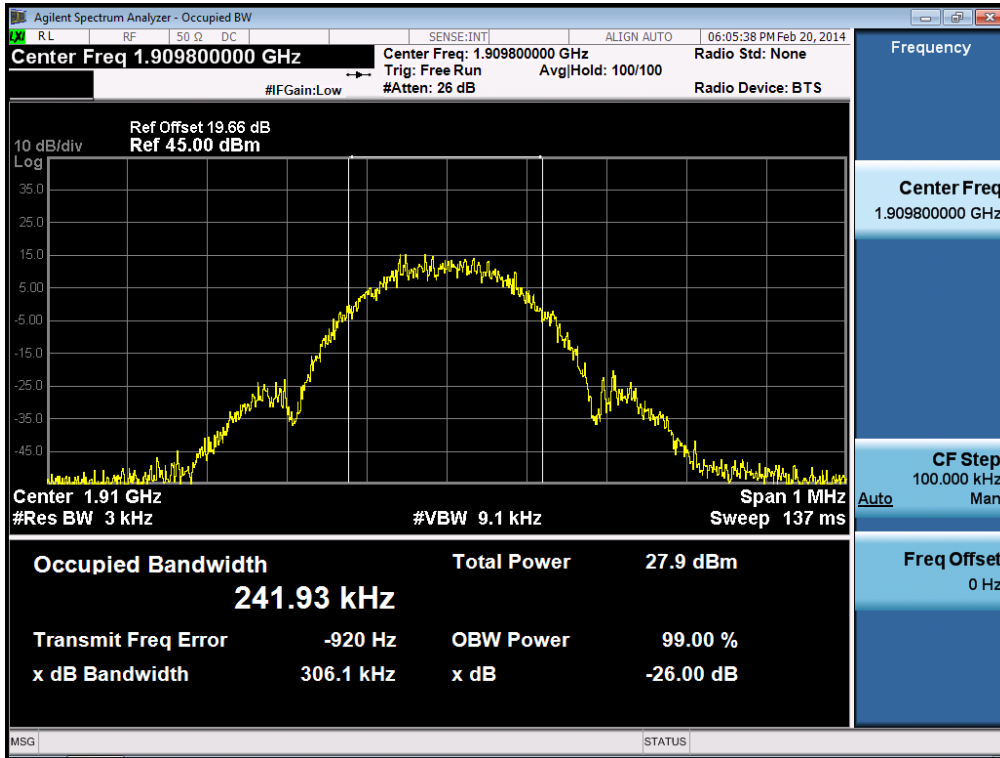 Agilent Spectrum Analyzer - Occupied BW
LXI RL RF 50 Ω DC SENSE:INT ALIGN AUTO 06:05:38 PM Feb 20, 2014
Center Freq 1.909800000 GHz
#IFGain:Low
Center Freq: 1.909800000 GHz
Trig: Free Run Avg|Hold: 100/100
#Atten: 26 dB
Radio Std: None
Radio Device: BTS
Ref Offset 19.66 dB
10 dB/div Ref 45.00 dBm
Log
35.0
25.0
15.0
5.00
-5.00
-15.0
-25.0
-35.0
-45.0
Center 1.91 GHz Span 1 MHz
#Res BW 3 kHz #VBW 9.1 kHz Sweep 137 ms
Occupied Bandwidth Total Power 27.9 dBm
241.93 kHz
Transmit Freq Error -920 Hz OBW Power 99.00 %
x dB Bandwidth 306.1 kHz x dB -26.00 dB
MSG STATUS
Frequency
Center Freq
1.909800000 GHz
CF Step
100.000 kHz
Auto Man
Freq Offset
0 Hz